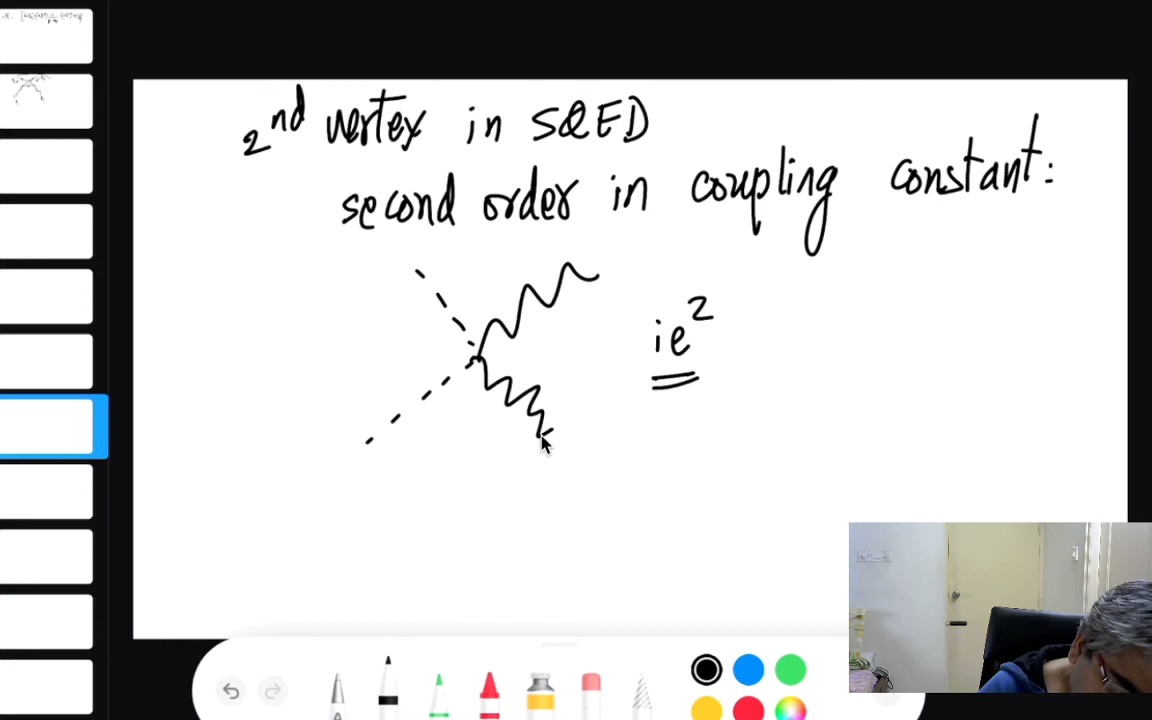 2nd vertex in SQED
second order in coupling constant:
ie²